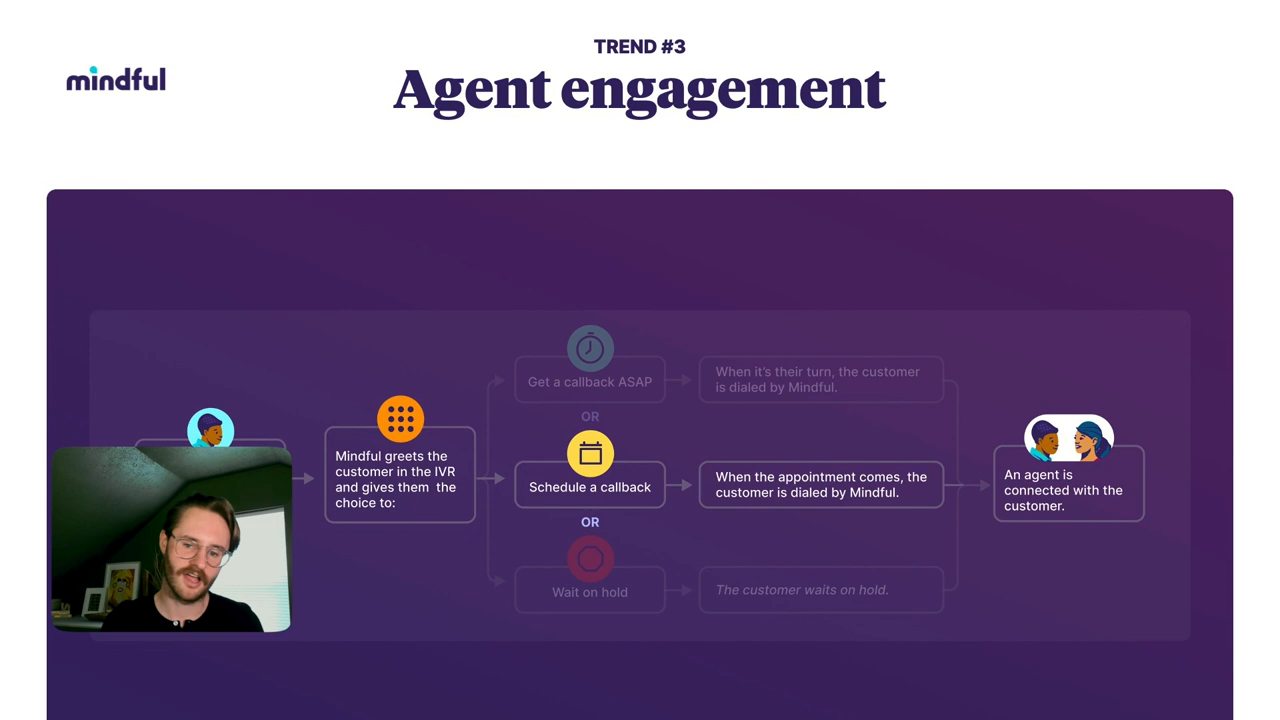 TREND #3
mindful
Agent engagement
Mindful greets the
customer in the IVR
and gives them the
choice to:
Get a callback ASAP
When it's their turn, the customer
is dialed by Mindful.
OR
Schedule a callback
When the appointment comes, the
customer is dialed by Mindful.
OR
Wait on hold
The customer waits on hold.
An agent is
connected with the
customer.